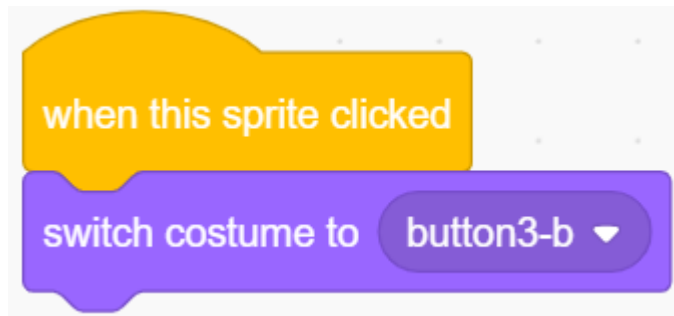 when this sprite clicked
switch costume to button3-b